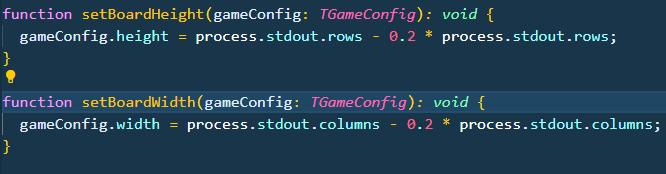 function setBoardHeight(gameConfig: TGameConfig): void {
  gameConfig.height = process.stdout.rows - 0.2 * process.stdout.rows;
}
function setBoardWidth(gameConfig: TGameConfig): void {
  gameConfig.width = process.stdout.columns - 0.2 * process.stdout.columns;
}